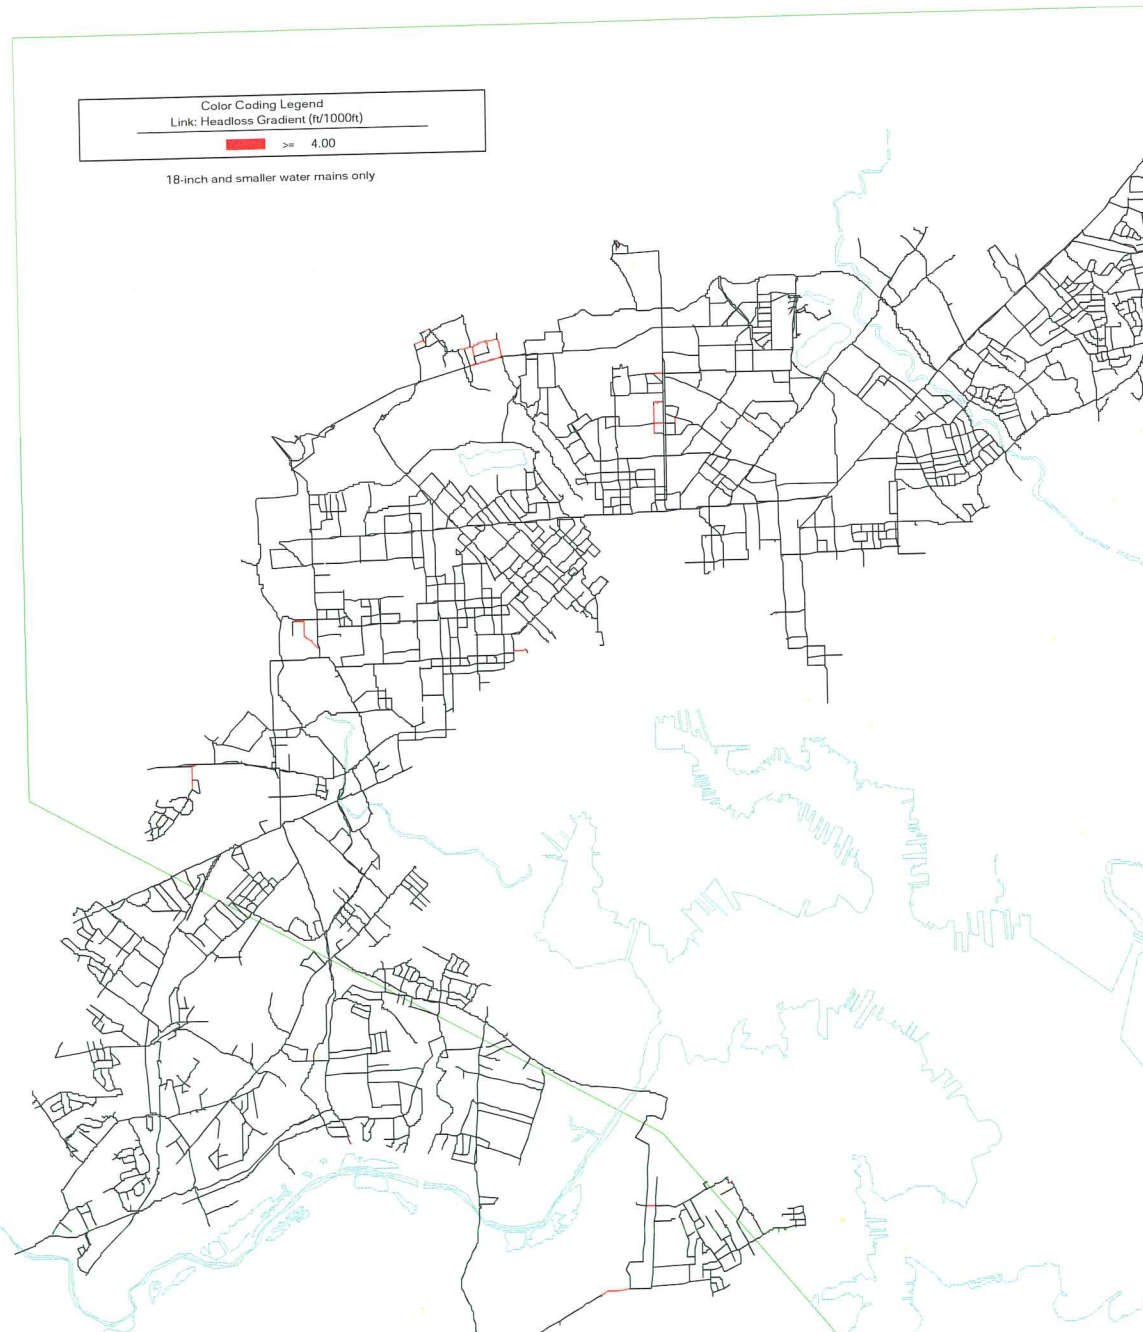 Color Coding Legend
Link: Headloss Gradient (ft/1000ft)
>= 4.00
18-inch and smaller water mains only